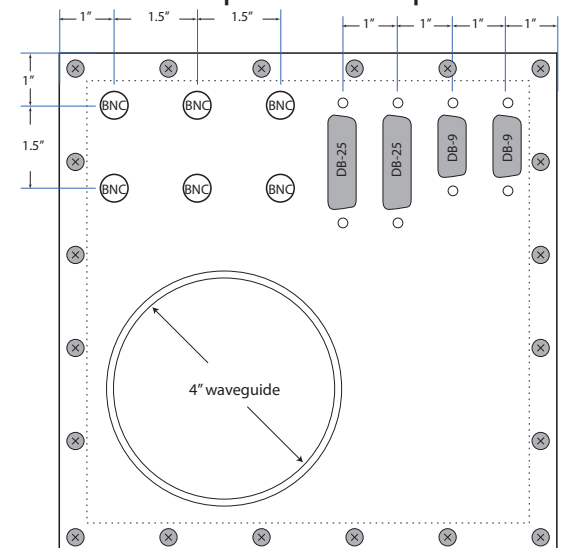 1” 1.5” 1.5”
1” 1” 1” 1”
1”
1.5”
BNC BNC BNC
DB-25 DB-25 DB-9 DB-9
BNC BNC BNC
4” waveguide